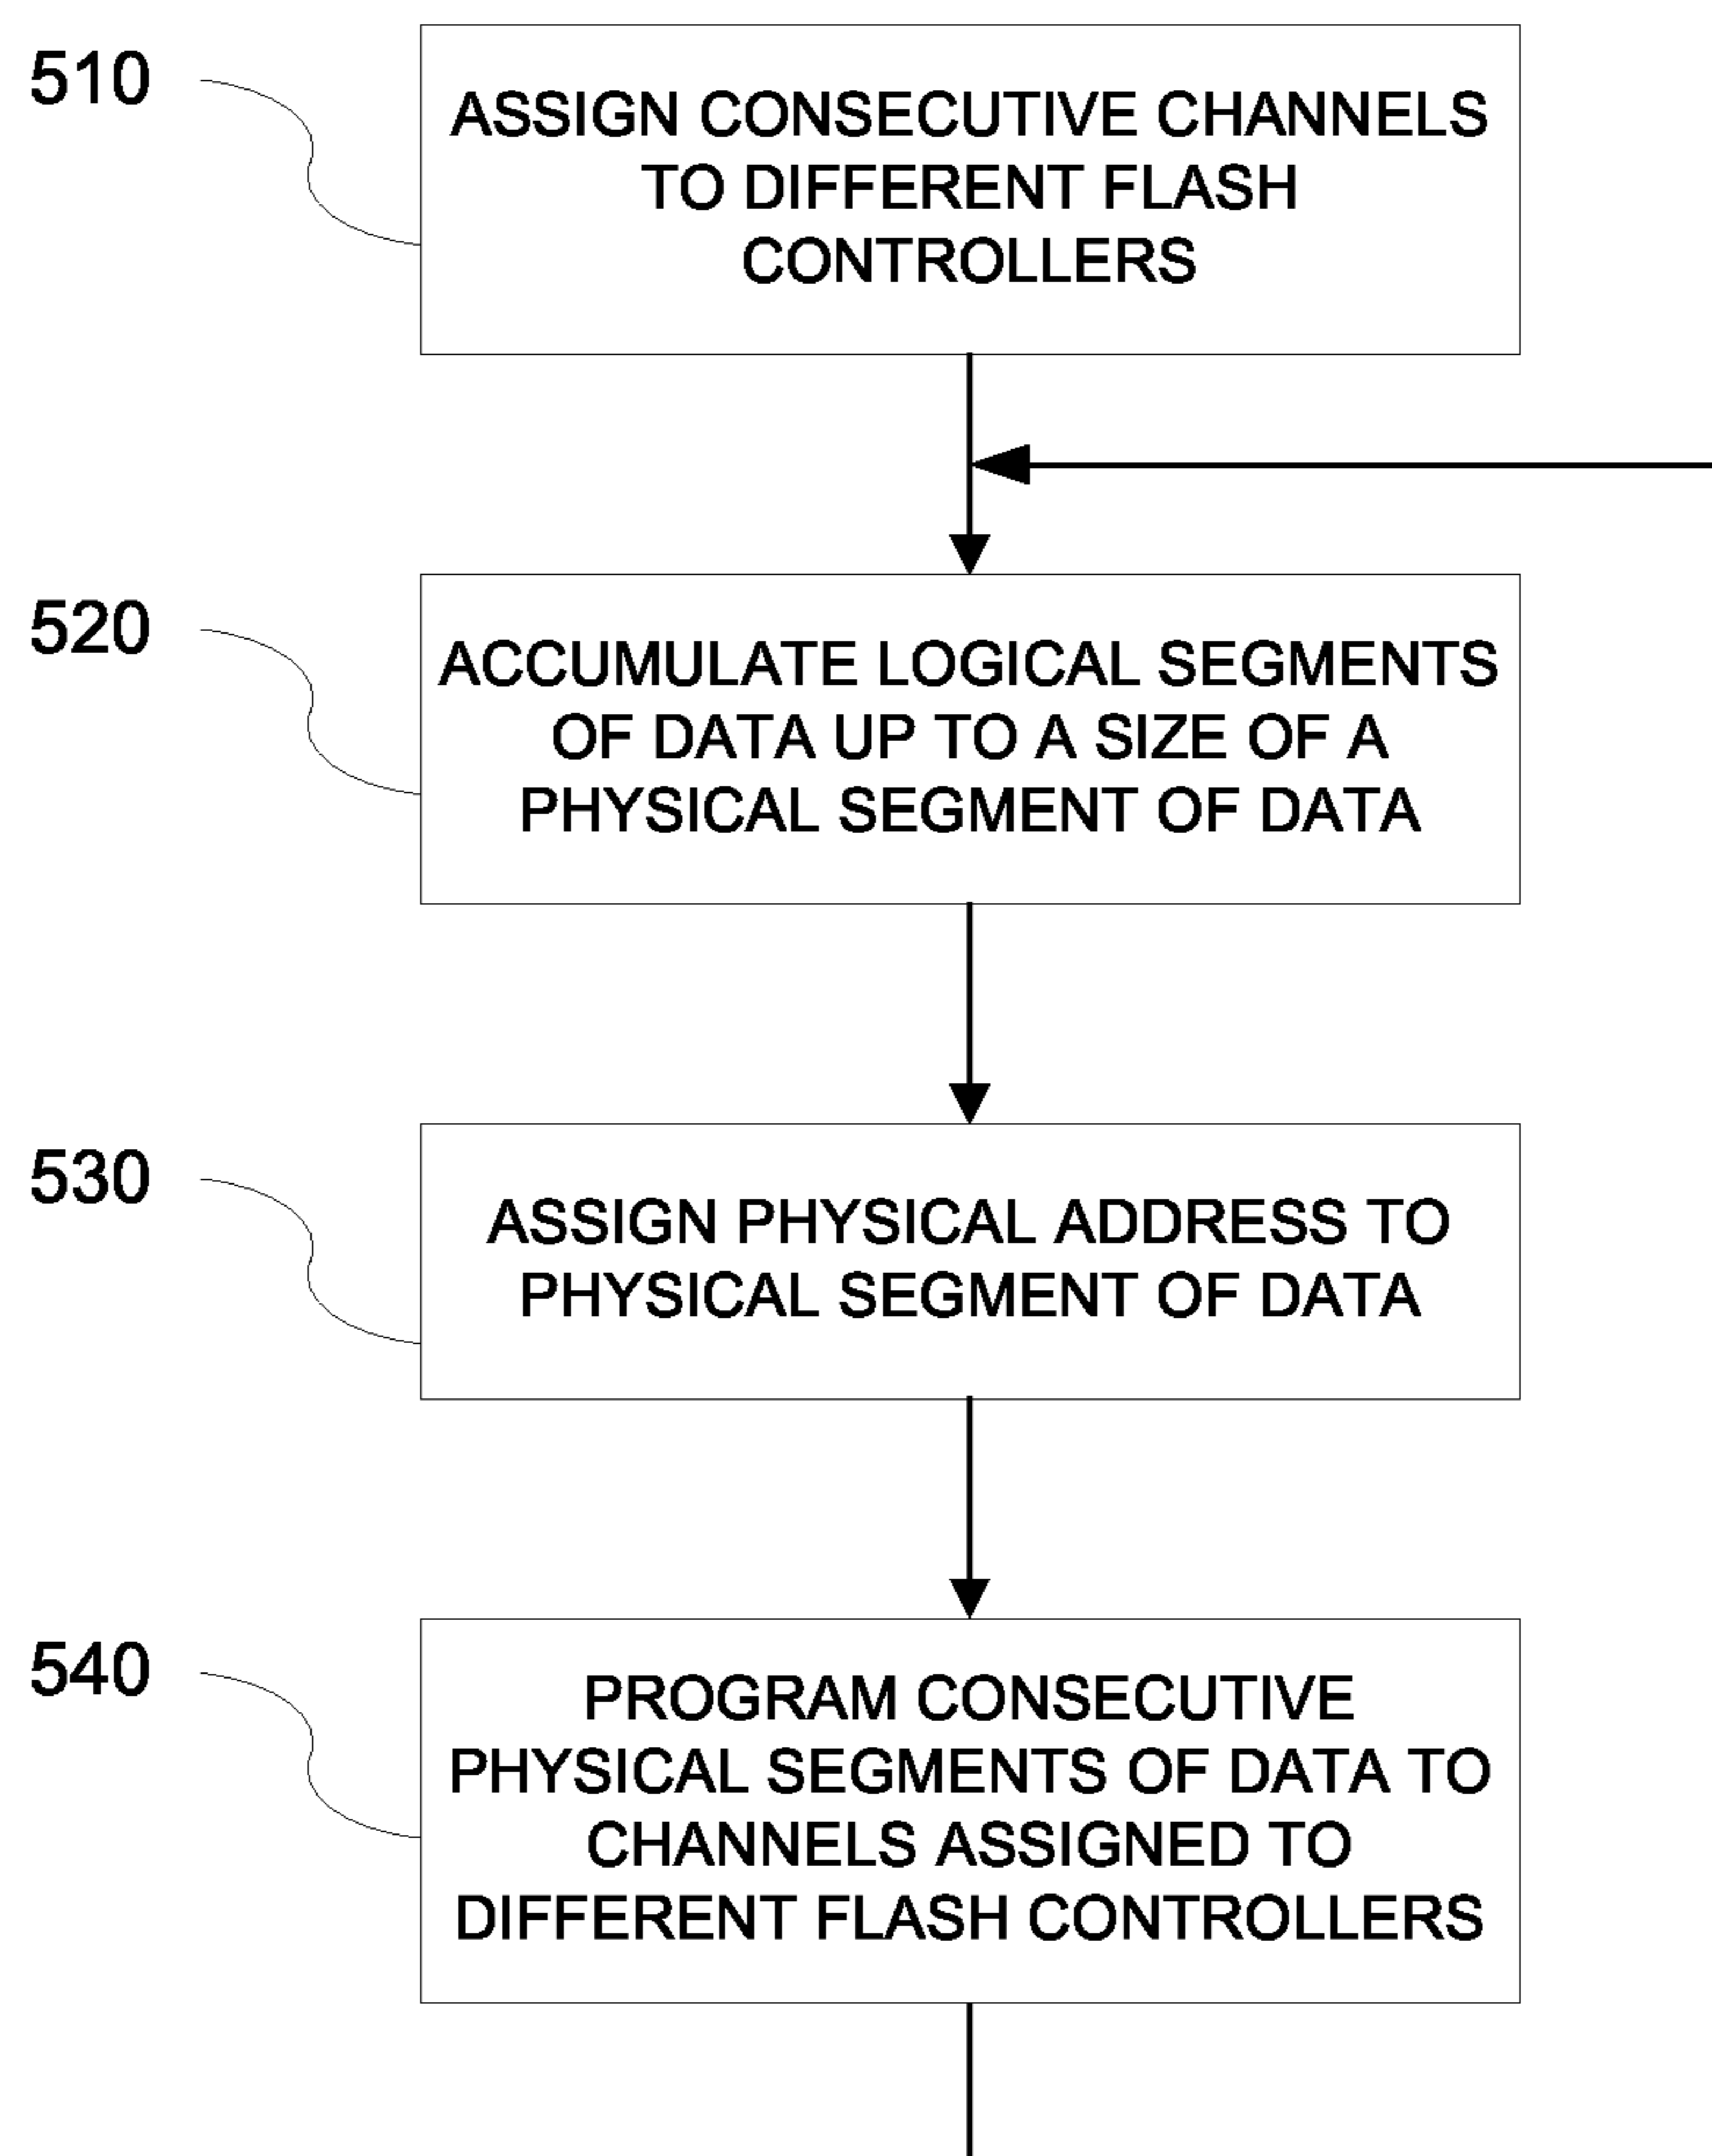 510
ASSIGN CONSECUTIVE CHANNELS
TO DIFFERENT FLASH
CONTROLLERS
520
ACCUMULATE LOGICAL SEGMENTS
OF DATA UP TO A SIZE OF A
PHYSICAL SEGMENT OF DATA
530
ASSIGN PHYSICAL ADDRESS TO
PHYSICAL SEGMENT OF DATA
540
PROGRAM CONSECUTIVE
PHYSICAL SEGMENTS OF DATA TO
CHANNELS ASSIGNED TO
DIFFERENT FLASH CONTROLLERS